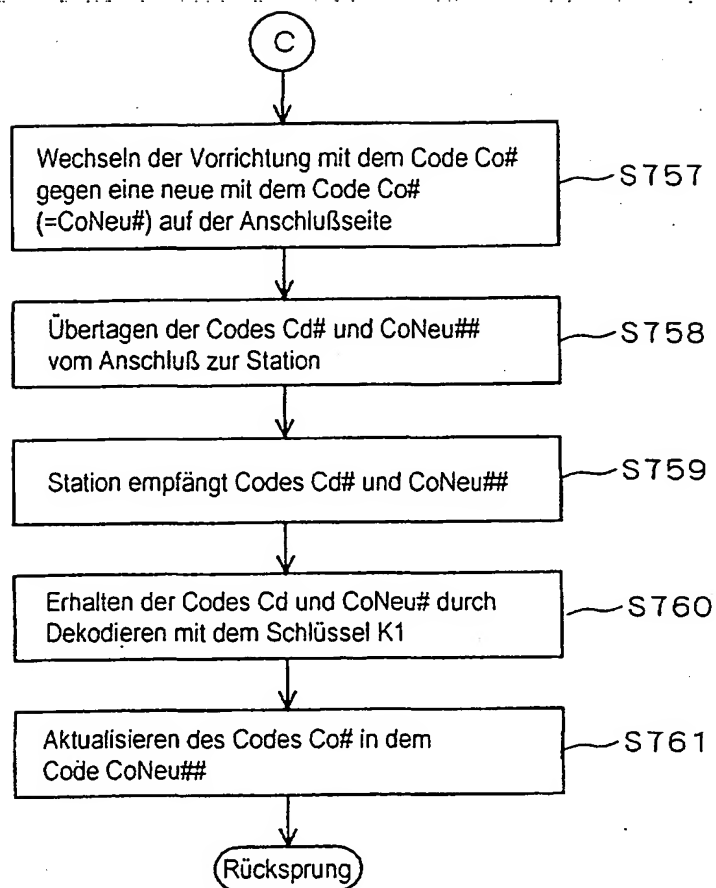 C
Wechseln der Vorrichtung mit dem Code Co#
gegen eine neue mit dem Code Co#
(=CoNeu#) auf der Anschlußseite
S757
Übertagen der Codes Cd# und CoNeu##
vom Anschluß zur Station
S758
Station empfängt Codes Cd# und CoNeu##
S759
Erhalten der Codes Cd und CoNeu# durch
Dekodieren mit dem Schlüssel K1
S760
Aktualisieren des Codes Co# in dem
Code CoNeu##
S761
Rücksprung